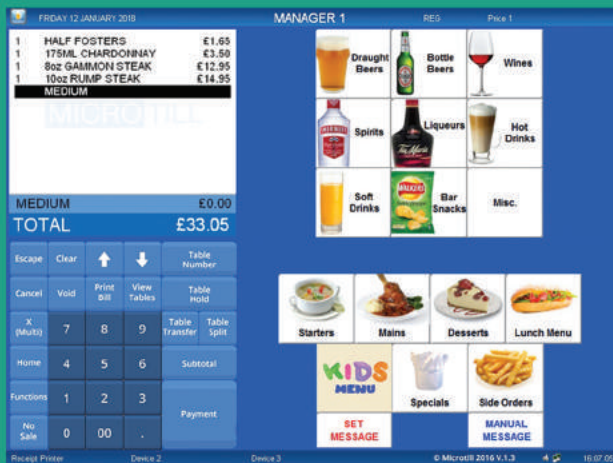 FRIDAY 12 JANUARY 2018 MANAGER 1 REG Price 1
1 HALF FOSTERS £1.65
1 175ML CHARDONNAY £3.50
1 8oz GAMMON STEAK £12.95
1 10oz RUMP STEAK £14.95
MEDIUM
MICROTILL
MEDIUM £0.00
TOTAL £33.05
Escape Clear Table Number
Cancel Void Print Bill View Tables Table Hold
X (Multi) 7 8 9 Table Transfer Table Split
Home 4 5 6 Subtotal
Functions 1 2 3 Payment
No Sale 0 00 .
Draught Beers
Bottle Beers
Wines
SMIRNOFF
Spirits
Tia Maria
Liqueurs
Hot Drinks
Soft Drinks
WALKERS
Bar Snacks
Misc.
Starters Mains Desserts Lunch Menu
KIDS MENU
Specials
Side Orders
SET MESSAGE
MANUAL MESSAGE
Receipt Printer Device 2 Device 3 © Microtill 2016 V.1.3 16:07:05